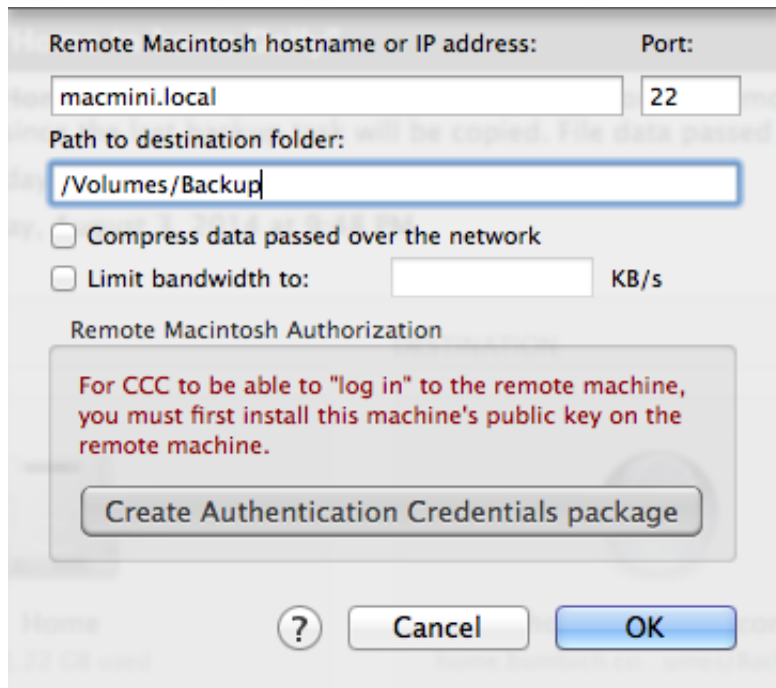 Remote Macintosh hostname or IP address: Port:
macmini.local 22
Path to destination folder:
/Volumes/Backup
Compress data passed over the network
Limit bandwidth to: KB/s
Remote Macintosh Authorization
For CCC to be able to "log in" to the remote machine,
you must first install this machine's public key on the
remote machine.
Create Authentication Credentials package
? Cancel OK
Home